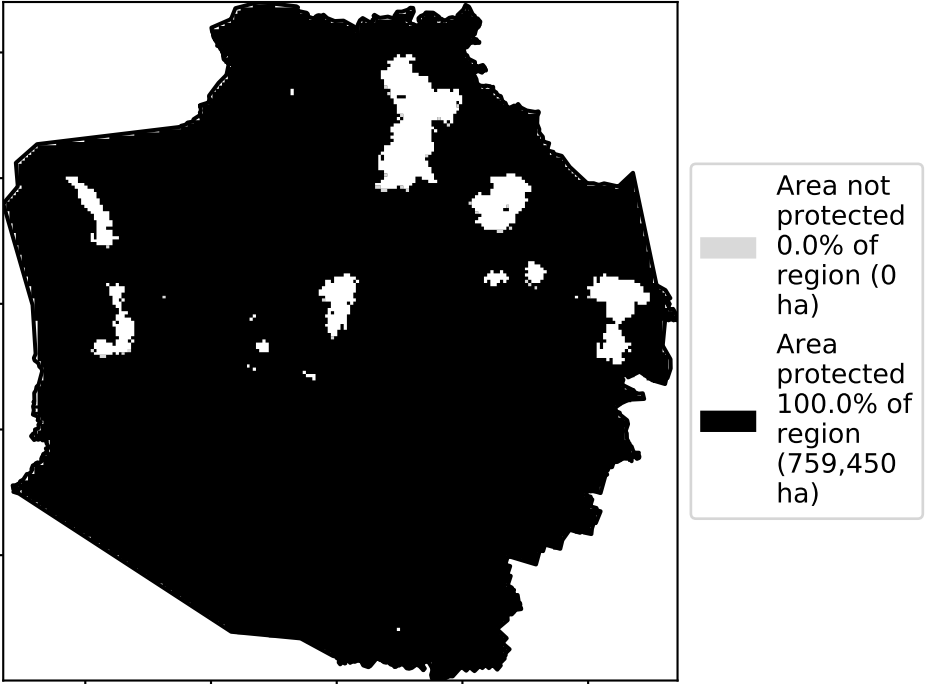 Area not
protected
0.0% of
region (0
ha)
Area
protected
100.0% of
region
(759,450
ha)